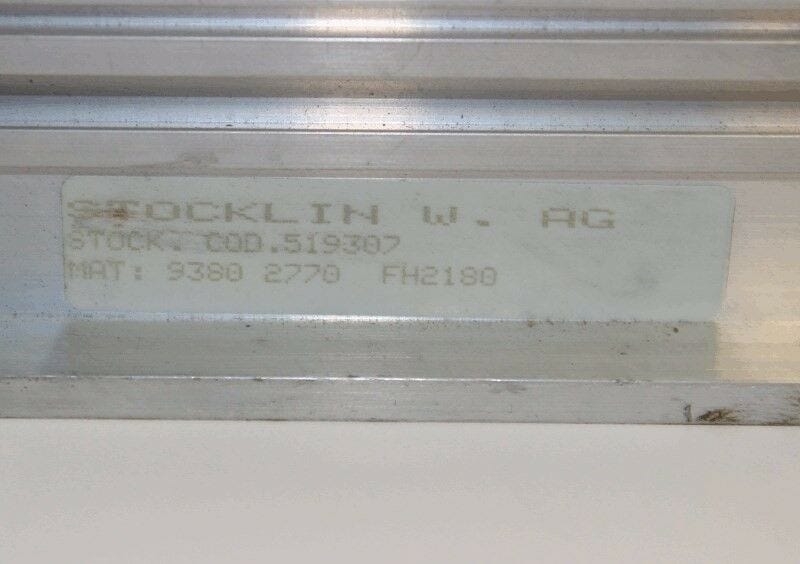 STOCKLIN W. AG
STOCK. COD.519307
MAT: 9380 2770 FH2180